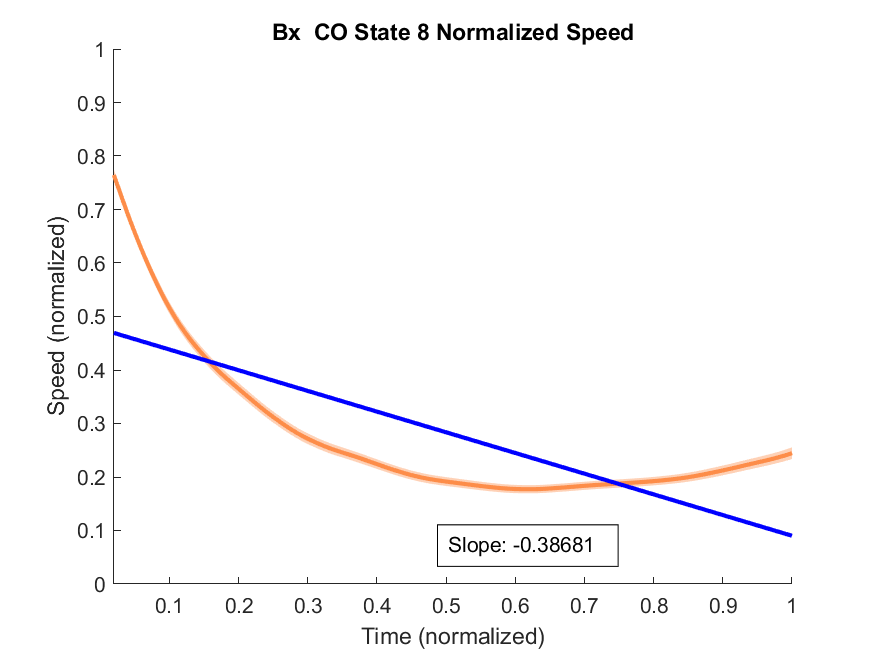 Bx  CO State 8 Normalized Speed
1
0.9
0.8
0.7
0.6
0.5
0.4
0.3
0.2
0.1
0
Speed (normalized)
Slope: -0.38681
0.1 0.2 0.3 0.4 0.5 0.6 0.7 0.8 0.9 1
Time (normalized)